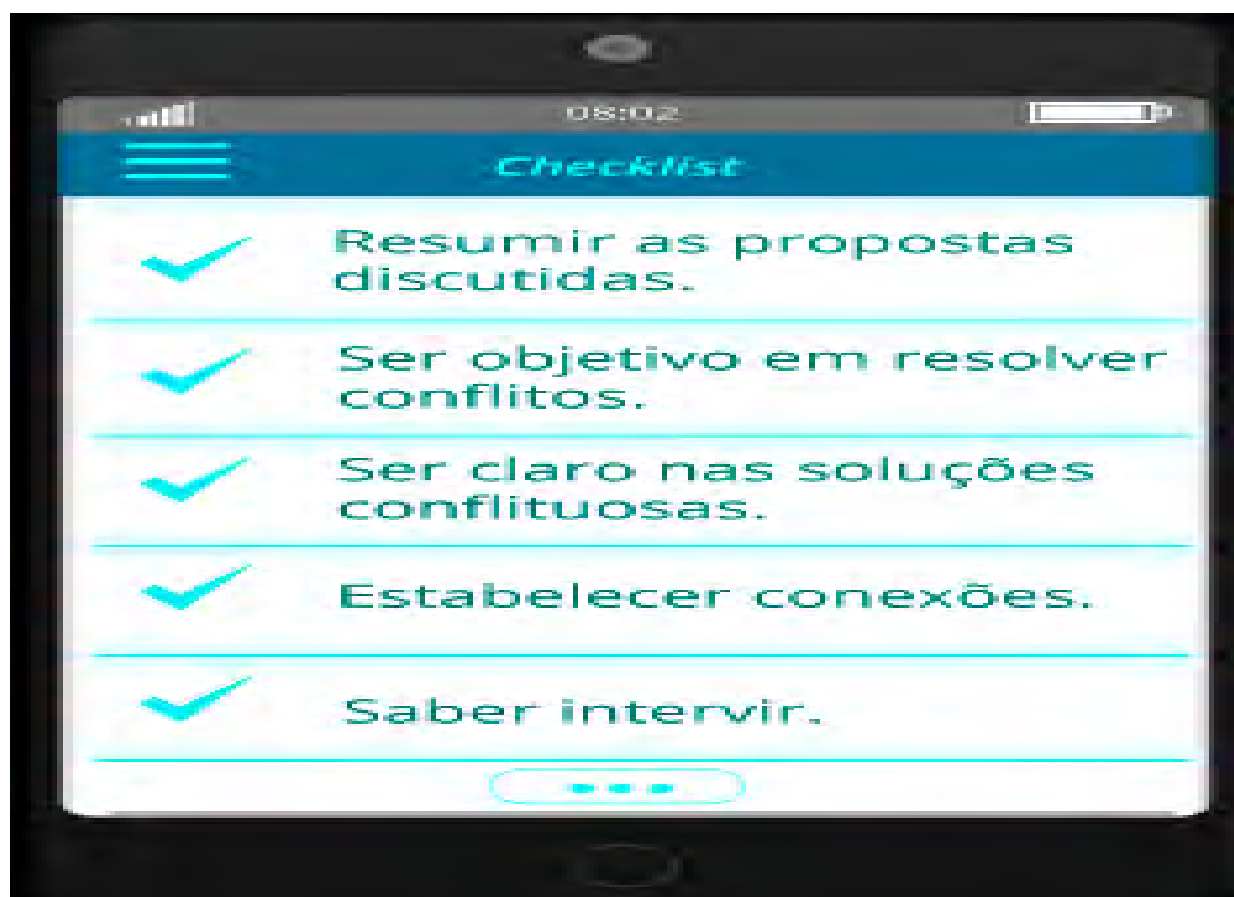 08:02
Checklist
Resumir as propostas
discutidas.
Ser objetivo em resolver
conflitos.
Ser claro nas soluções
conflituosas.
Estabelecer conexões.
Saber intervir.